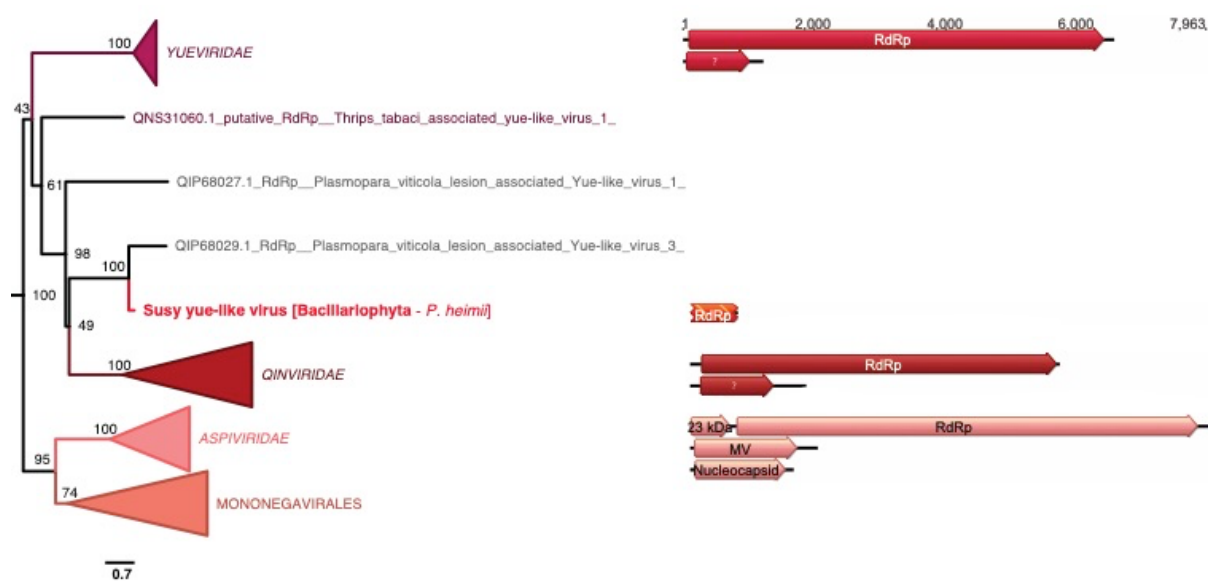 1 2,000 4,000 6,000 7,963
100 YUEVIRIDAE
RdRp
?
43
QNS31060.1_putative_RdRp__Thrips_tabaci_associated_yue-like_virus_1_
61
QIP68027.1_RdRp__Plasmopara_viticola_lesion_associated_Yue-like_virus_1_
98
QIP68029.1_RdRp__Plasmopara_viticola_lesion_associated_Yue-like_virus_3_
100
100
Susy yue-like virus [Bacillariophyta - P. heimii]
RdRp
49
100 QINVIRIDAE
RdRp
?
100 ASPIVIRIDAE
23 kDa RdRp
MV
Nucleocapsid
95
74 MONONEGAVIRALES
0.7